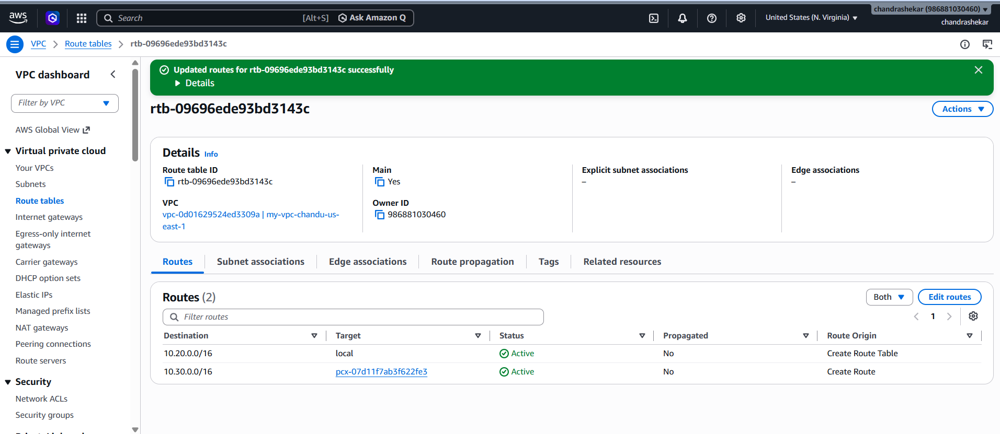 aws
Search [Alt+S] Ask Amazon Q
United States (N. Virginia)
chandrashekar (986881030460)
chandrashekar
VPC Route tables rtb-09696ede93bd3143c
VPC dashboard
Filter by VPC
AWS Global View
Virtual private cloud
Your VPCs
Subnets
Route tables
Internet gateways
Egress-only internet
gateways
Carrier gateways
DHCP option sets
Elastic IPs
Managed prefix lists
NAT gateways
Peering connections
Route servers
Security
Network ACLs
Security groups
Updated routes for rtb-09696ede93bd3143c successfully
Details
rtb-09696ede93bd3143c
Actions
Details Info
Route table ID
rtb-09696ede93bd3143c
Main
Yes
Explicit subnet associations
–
Edge associations
–
VPC
vpc-0d01629524ed3309a | my-vpc-chandu-us-
east-1
Owner ID
986881030460
Routes Subnet associations Edge associations Route propagation Tags Related resources
Routes (2)
Both Edit routes
Filter routes
1
Destination Target Status Propagated Route Origin
10.20.0.0/16 local Active No Create Route Table
10.30.0.0/16 pcx-07d11f7ab3f622fe3 Active No Create Route